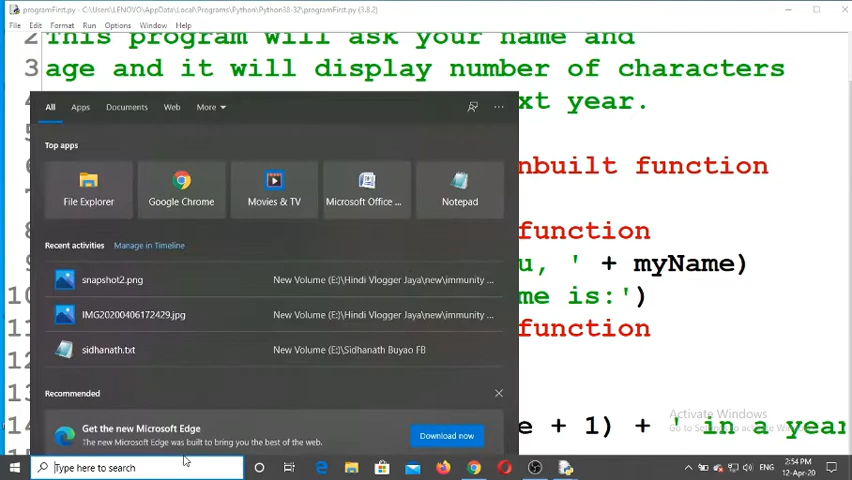 programFirst.py - C:\Users\LENOVO\AppData\Local\Programs\Python\Python38-32\programFirst.py (3.8.2)
File Edit Format Run Options Window Help
2 This program will ask your name and
3 age and it will display number of characters
xt year.
nbuilt function
function
u, ' + myName)
me is:')
function
e + 1) + ' in a year
All Apps Documents Web More
Top apps
File Explorer Google Chrome Movies & TV Microsoft Office ... Notepad
Recent activities Manage in Timeline
snapshot2.png New Volume (E:)\Hindi Vlogger Jaya\new\immunity ...
IMG20200406172429.jpg New Volume (E:)\Hindi Vlogger Jaya\new\immunity ...
sidhanath.txt New Volume (E:)\Sidhanath Buyao FB
Recommended
Get the new Microsoft Edge
The new Microsoft Edge was built to bring you the best of the web.
Download now
Activate Windows
Type here to search
ENG
2:54 PM
12-Apr-20